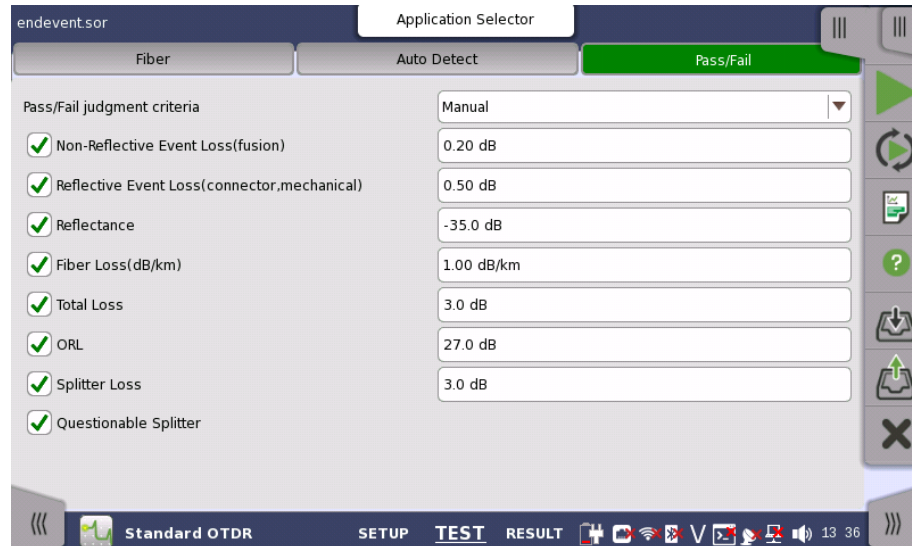 endevent.sor
Application Selector
Fiber
Auto Detect
Pass/Fail
Pass/Fail judgment criteria
Manual
Non-Reflective Event Loss(fusion)
0.20 dB
Reflective Event Loss(connector,mechanical)
0.50 dB
Reflectance
-35.0 dB
Fiber Loss(dB/km)
1.00 dB/km
Total Loss
3.0 dB
ORL
27.0 dB
Splitter Loss
3.0 dB
Questionable Splitter
Standard OTDR
SETUP
TEST
RESULT
13 36